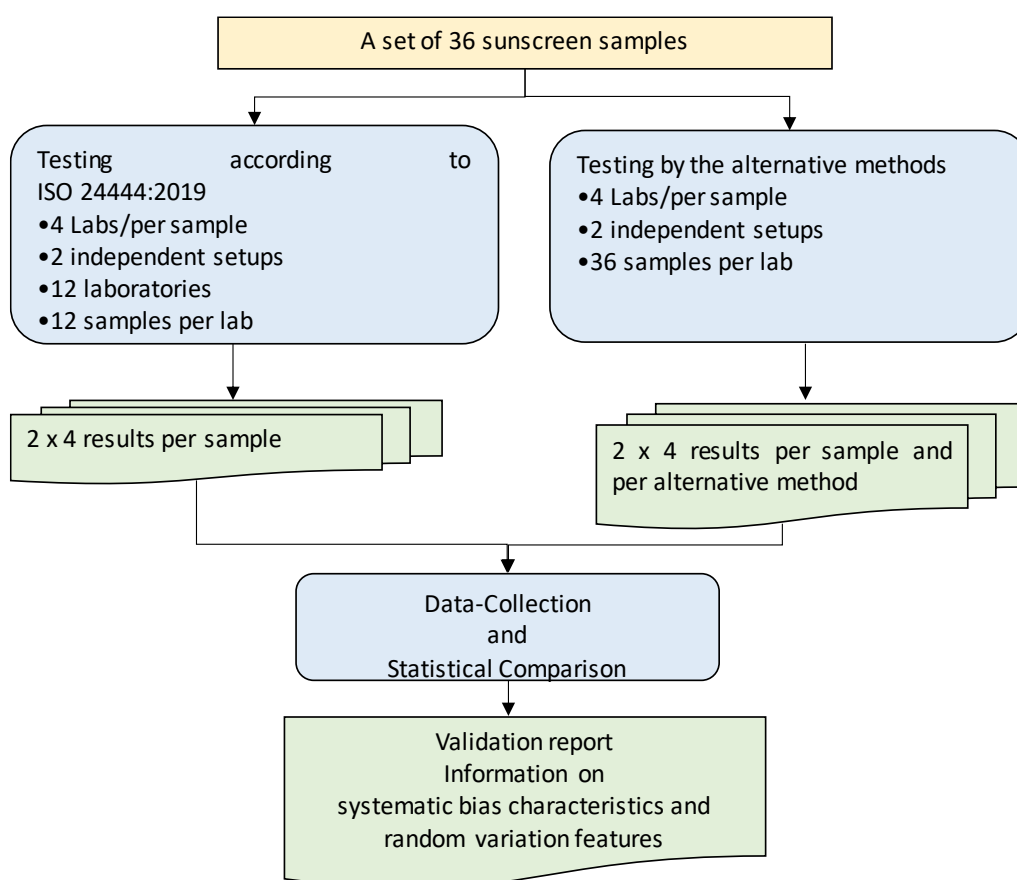 A set of 36 sunscreen samples
Testing according to
ISO 24444:2019
•4 Labs/per sample
•2 independent setups
•12 laboratories
•12 samples per lab
Testing by the alternative methods
•4 Labs/per sample
•2 independent setups
•36 samples per lab
2 x 4 results per sample
2 x 4 results per sample and
per alternative method
Data-Collection
and
Statistical Comparison
Validation report
Information on
systematic bias characteristics and
random variation features